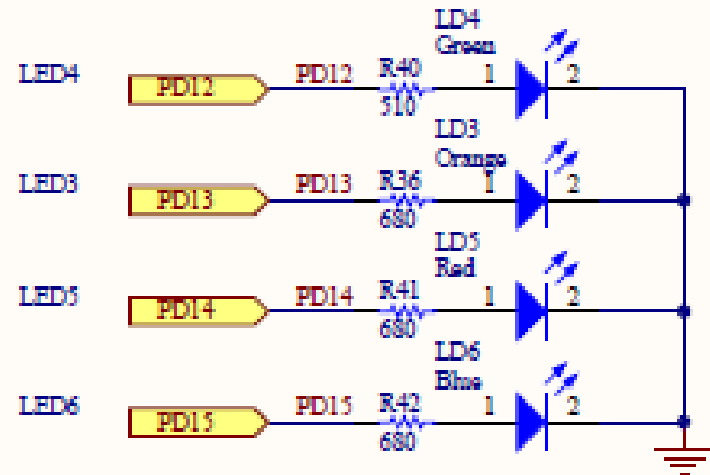 LD4
Green
LED4 PD12 PD12 R40 1 2
510
LD3
Orange
LED3 PD13 PD13 R36 1 2
680
LD5
Red
LED5 PD14 PD14 R41 1 2
680
LD6
Blue
LED6 PD15 PD15 R42 1 2
680